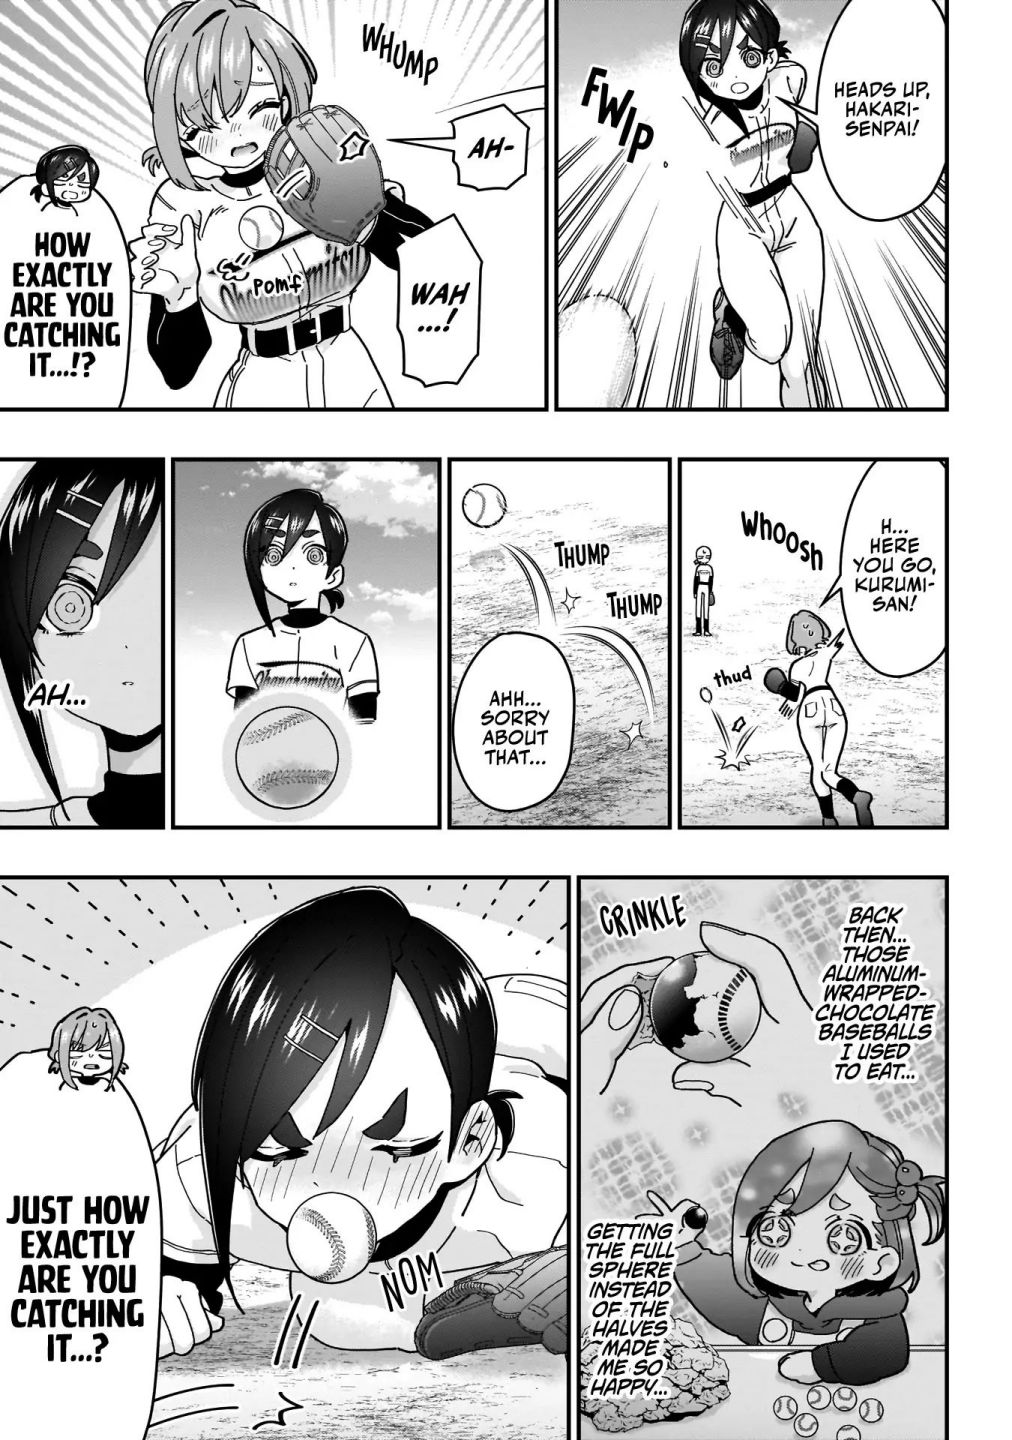 HEADS UP,
HAKARI-
SENPAI!
FWIP
WHUMP
AH-
WAH
....!
POMF
HOW
EXACTLY
ARE YOU
CATCHING
IT...!?
H...
HERE
YOU GO,
KURUMI-
SAN!
WHOOSH
THUD
THUMP
THUMP
AHH...
SORRY
ABOUT
THAT...
AH...
BACK
THEN...
THOSE
ALUMINUM-
WRAPPED-
CHOCOLATE
BASEBALLS
I USED
TO EAT...
CRINKLE
GETTING
THE FULL
SPHERE
INSTEAD
OF THE
HALVES
MADE
ME SO
HAPPY...
NOM
JUST HOW
EXACTLY
ARE YOU
CATCHING
IT...?